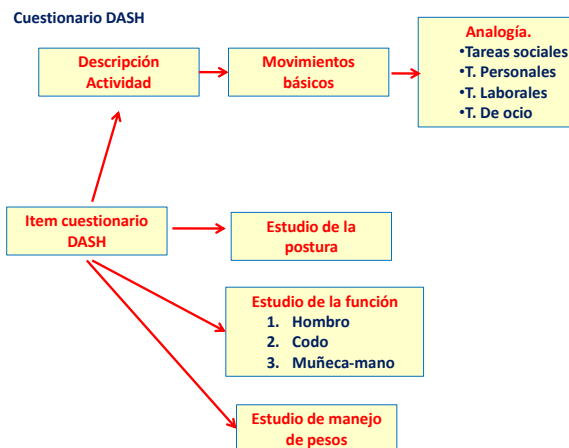 Cuestionario DASH
Descripción
Actividad
Movimientos
básicos
Analogía.
•Tareas sociales
•T. Personales
•T. Laborales
•T. De ocio
Item cuestionario
DASH
Estudio de la
postura
Estudio de la función
1. Hombro
2. Codo
3. Muñeca-mano
Estudio de manejo
de pesos